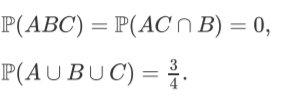 ℙ(ABC) = ℙ(AC ∩ B) = 0,
ℙ(A ∪ B ∪ C) = 3/4.